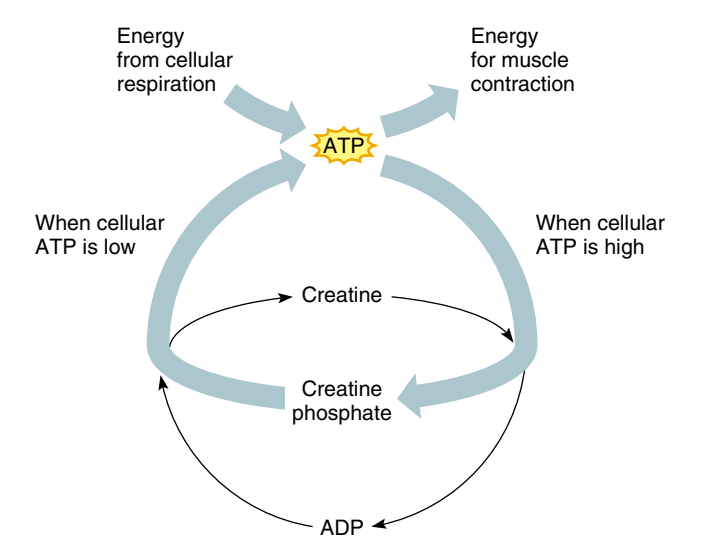 Energy
from cellular
respiration
Energy
for muscle
contraction
ATP
When cellular
ATP is low
When cellular
ATP is high
Creatine
Creatine
phosphate
ADP